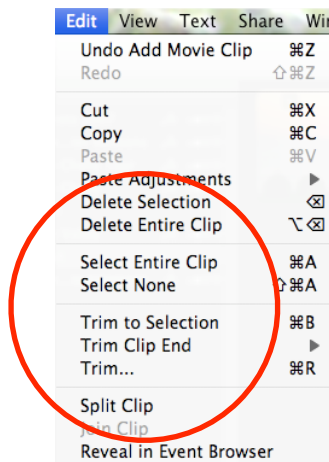 Edit View Text Share Wi
Undo Add Movie Clip ⌘Z
Redo ⇧⌘Z
Cut ⌘X
Copy ⌘C
Paste ⌘V
Paste Adjustments ▶
Delete Selection ⌫
Delete Entire Clip ⌥⌫
Select Entire Clip ⌘A
Select None ⇧⌘A
Trim to Selection ⌘B
Trim Clip End ▶
Trim... ⌘R
Split Clip
Join Clip
Reveal in Event Browser